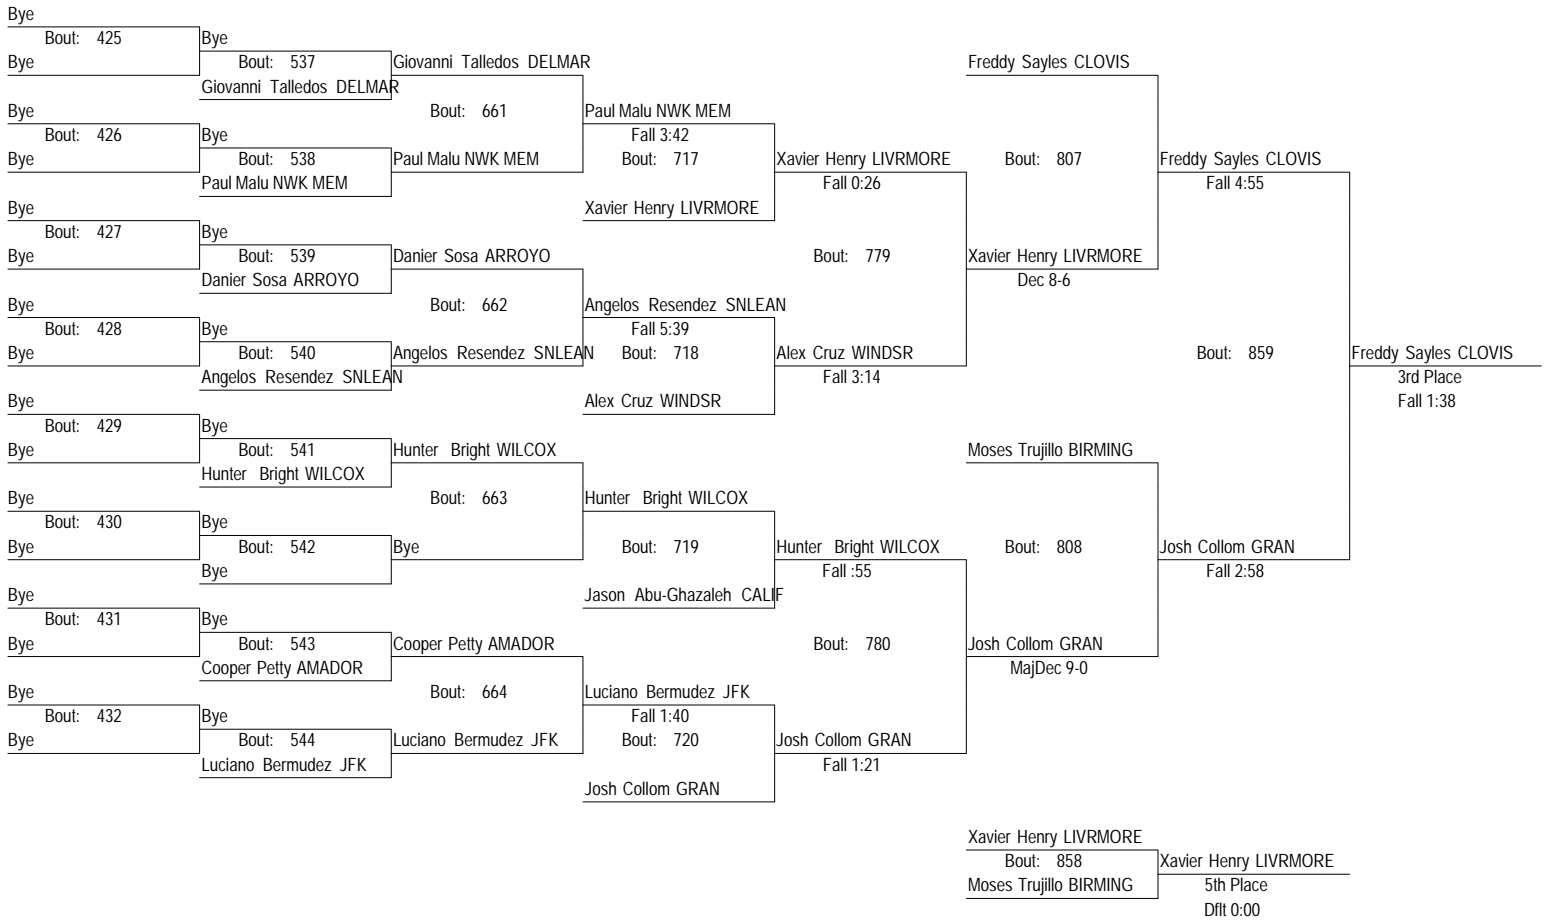 Bye
Bout: 425
Bye
Bye
Bout: 537
Giovanni Talledos DELMAR
Giovanni Talledos DELMAR
Bout: 661
Bye
Bout: 426
Bye
Bye
Bout: 538
Paul Malu NWK MEM
Paul Malu NWK MEM
Paul Malu NWK MEM
Fall 3:42
Bout: 717
Xavier Henry LIVRMORE
Xavier Henry LIVRMORE
Fall 0:26
Bye
Bout: 427
Bye
Bye
Bout: 539
Danier Sosa ARROYO
Danier Sosa ARROYO
Bout: 662
Bye
Bout: 428
Bye
Bye
Bout: 540
Angelos Resendez SNLEAN
Angelos Resendez SNLEAN
Angelos Resendez SNLEAN
Fall 5:39
Bout: 718
Alex Cruz WINDSR
Alex Cruz WINDSR
Fall 3:14
Bout: 779
Freddy Sayles CLOVIS
Bout: 807
Xavier Henry LIVRMORE
Dec 8-6
Freddy Sayles CLOVIS
Fall 4:55
Bye
Bout: 429
Bye
Bye
Bout: 541
Hunter Bright WILCOX
Hunter Bright WILCOX
Bout: 663
Bye
Bout: 430
Bye
Bye
Bout: 542
Bye
Bye
Hunter Bright WILCOX
Bout: 719
Jason Abu-Ghazaleh CALIF
Hunter Bright WILCOX
Fall :55
Bye
Bout: 431
Bye
Bye
Bout: 543
Cooper Petty AMADOR
Cooper Petty AMADOR
Bout: 664
Bye
Bout: 432
Bye
Bye
Bout: 544
Luciano Bermudez JFK
Luciano Bermudez JFK
Luciano Bermudez JFK
Fall 1:40
Bout: 720
Josh Collom GRAN
Josh Collom GRAN
Fall 1:21
Bout: 780
Moses Trujillo BIRMING
Bout: 808
Josh Collom GRAN
MajDec 9-0
Josh Collom GRAN
Fall 2:58
Bout: 859
Freddy Sayles CLOVIS
3rd Place
Fall 1:38
Xavier Henry LIVRMORE
Bout: 858
Moses Trujillo BIRMING
Xavier Henry LIVRMORE
5th Place
Dflt 0:00